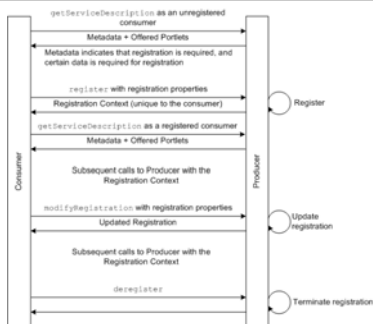 getServiceDescription as an unregistered
consumer
Metadata + Offered Portlets
Metadata indicates that registration is required, and
certain data is required for registration
register with registration properties
Registration Context (unique to the consumer)
Register
getServiceDescription as a registered consumer
Metadata + Offered Portlets
Consumer
Producer
Subsequent calls to Producer with the
Registration Context
modifyRegistration with registration properties
Updated Registration
Update
registration
Subsequent calls to Producer with the
Registration Context
deregister
Terminate registration